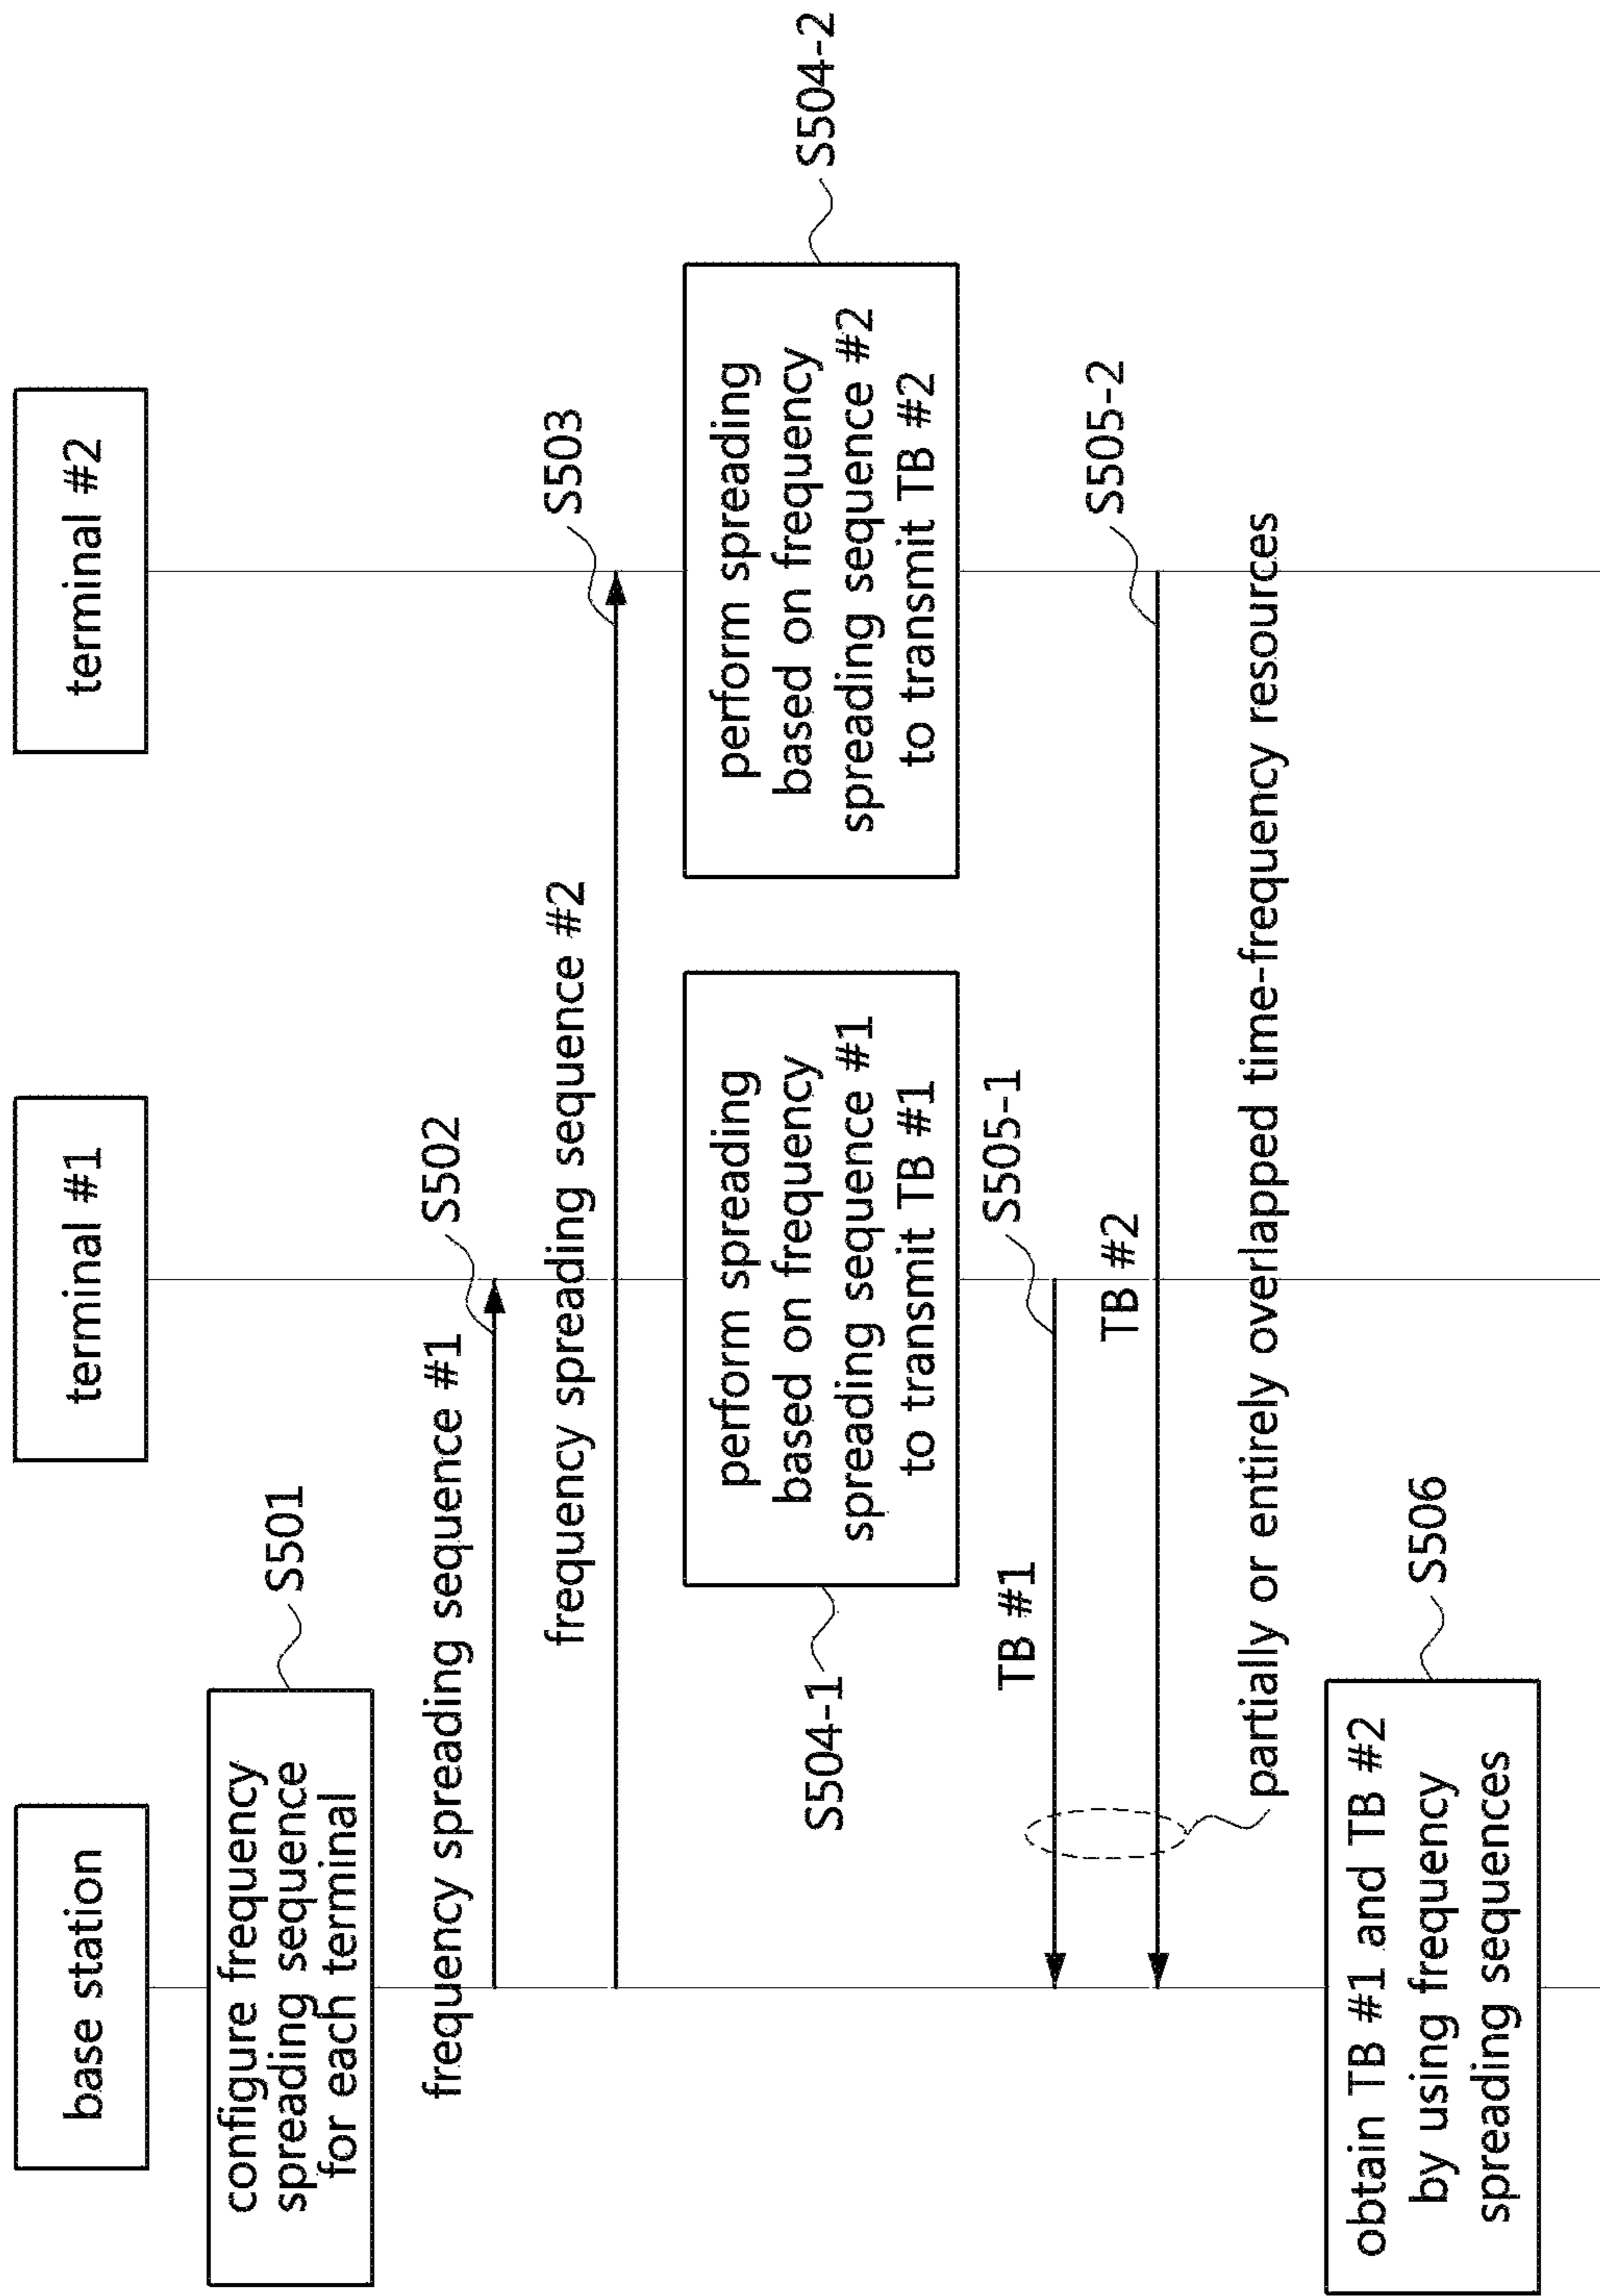 base station
terminal #1
terminal #2
configure frequency
spreading sequence
for each terminal
S501
frequency spreading sequence #1
S502
frequency spreading sequence #2
S503
perform spreading
based on frequency
spreading sequence #1
to transmit TB #1
S504-1
perform spreading
based on frequency
spreading sequence #2
to transmit TB #2
S504-2
TB #1
S505-1
TB #2
S505-2
partially or entirely overlapped time-frequency resources
obtain TB #1 and TB #2
by using frequency
spreading sequences
S506